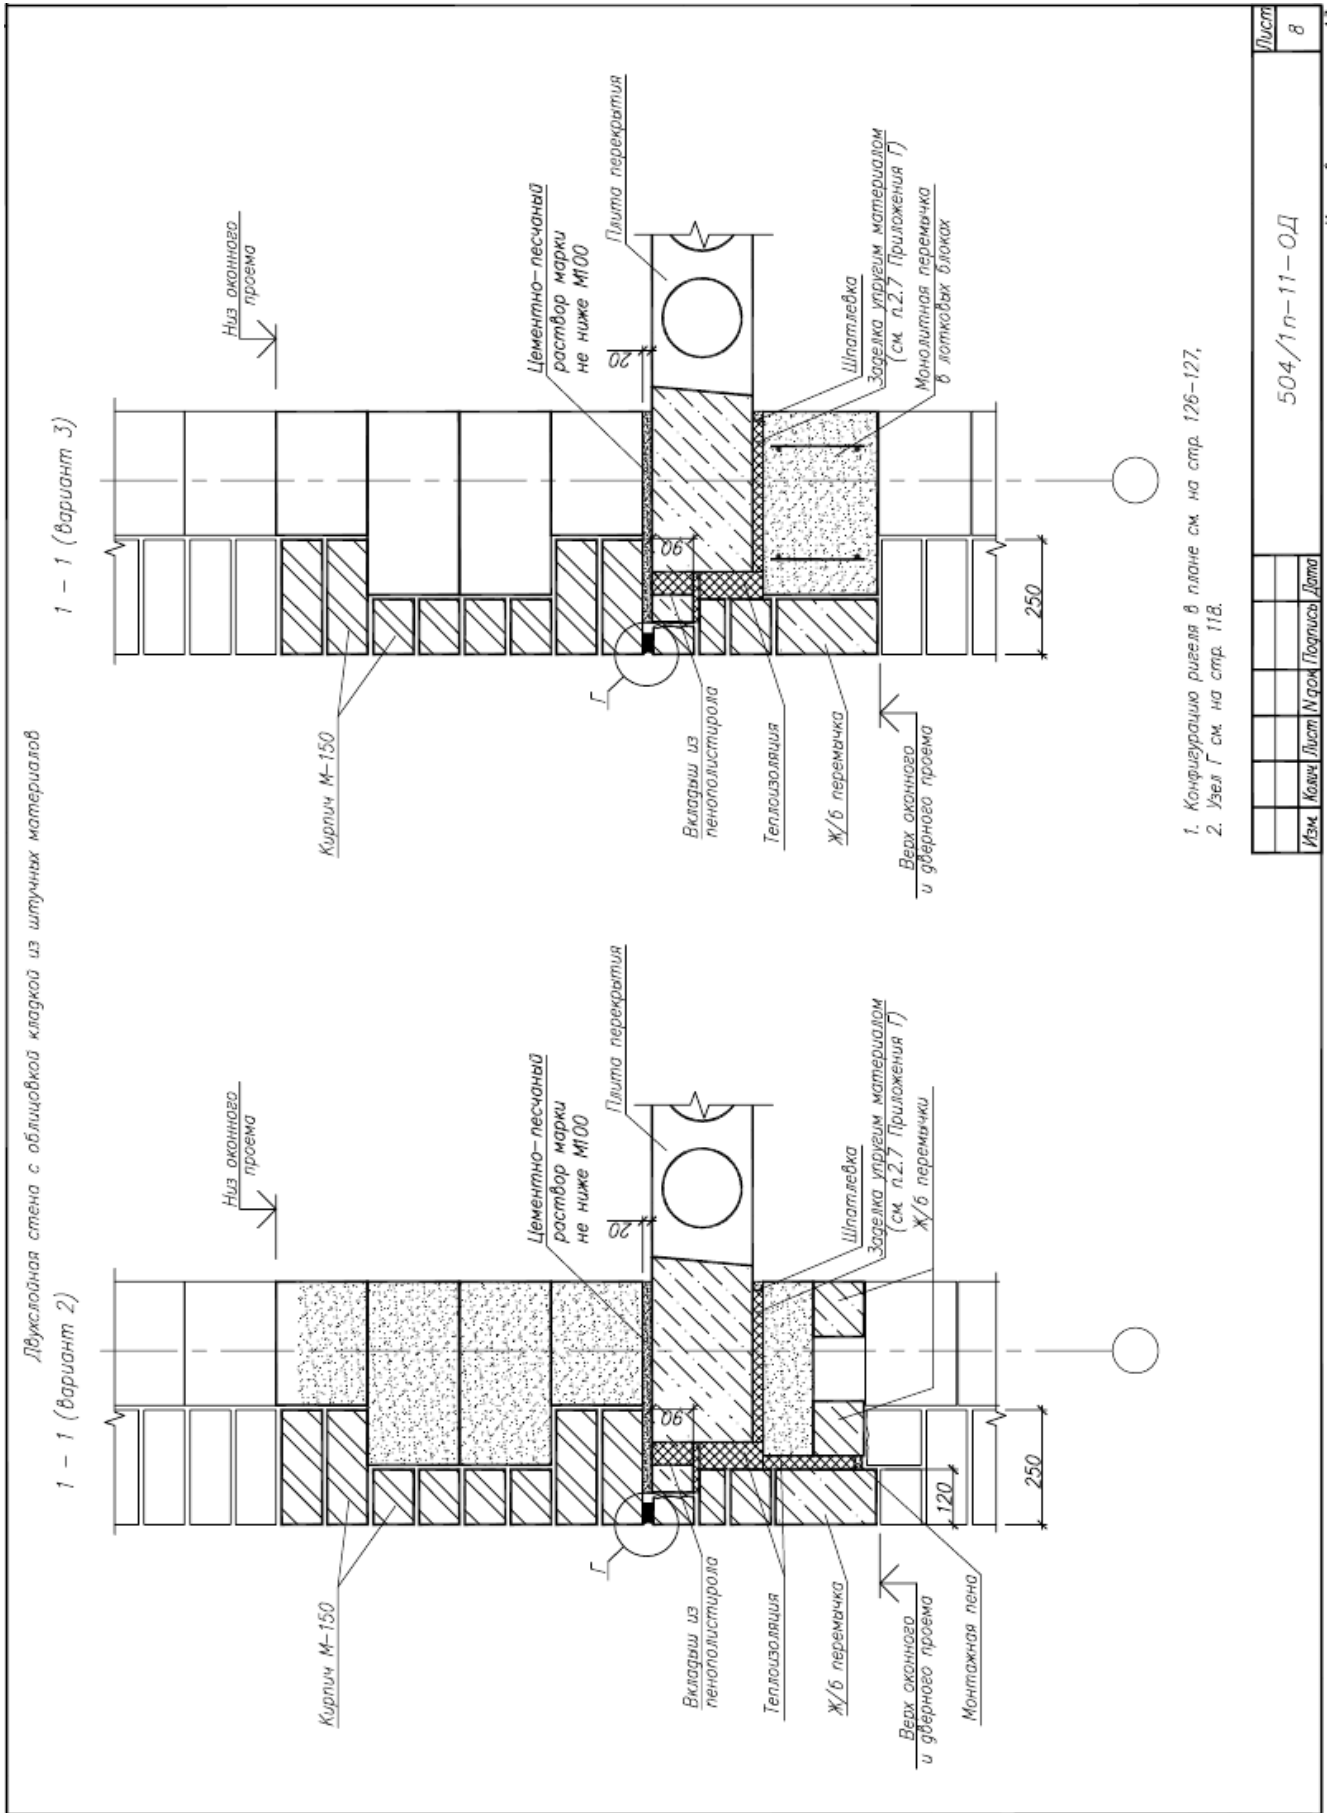 Двухслойная стена с облицовкой кладкой из штучных материалов
1 - 1 (вариант 2)
Низ оконного
проема
Кирпич М-150
Цементно-песчаный
раствор марки
не ниже М100
Плита перекрытия
20
90
Г
Вкладыш из
пенополистирола
Теплоизоляция
Ж/б перемычка
Верх оконного
и дверного проема
Монтажная пена
Шпатлевка
Заделка упругим материалом
(см. п.2.7 Приложения Г)
Ж/б перемычки
120
250
1 - 1 (вариант 3)
Низ оконного
проема
Кирпич М-150
Цементно-песчаный
раствор марки
не ниже М100
Плита перекрытия
20
90
Г
Вкладыш из
пенополистирола
Теплоизоляция
Ж/б перемычка
Верх оконного
и дверного проема
Шпатлевка
Заделка упругим материалом
(см. п.2.7 Приложения Г)
Монолитная перемычка
в лотковых блоках
250
1. Конфигурацию ригеля в плане см. на стр. 126-127.
2. Узел Г см. на стр. 118.
Изм. Колич. Лист N док Подпись Дата
504/1п-11-ОД
Лист
8